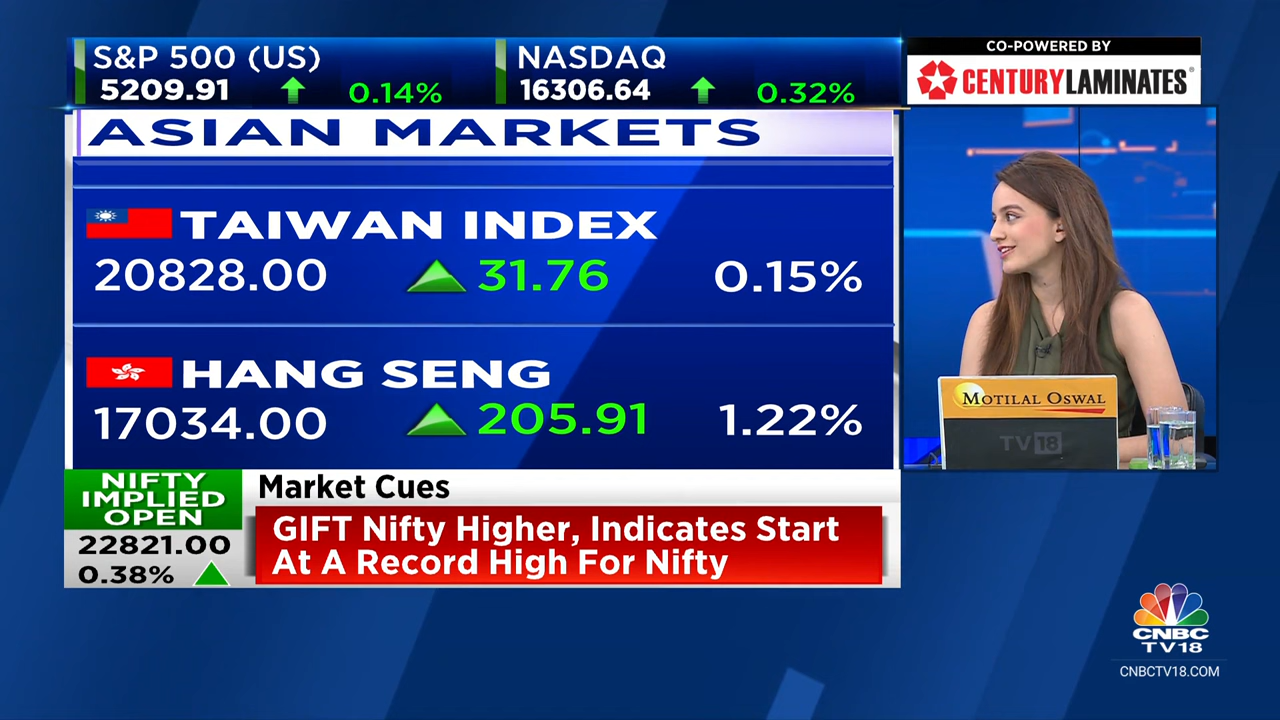 S&P 500 (US)
5209.91 0.14%
NASDAQ
16306.64 0.32%
CO-POWERED BY
CENTURYLAMINATES®
ASIAN MARKETS
TAIWAN INDEX
20828.00 31.76 0.15%
HANG SENG
17034.00 205.91 1.22%
MOTILAL OSWAL
TV18
NIFTY
IMPLIED
OPEN
22821.00
0.38%
Market Cues
GIFT Nifty Higher, Indicates Start
At A Record High For Nifty
CNBC
TV18
CNBCTV18.COM